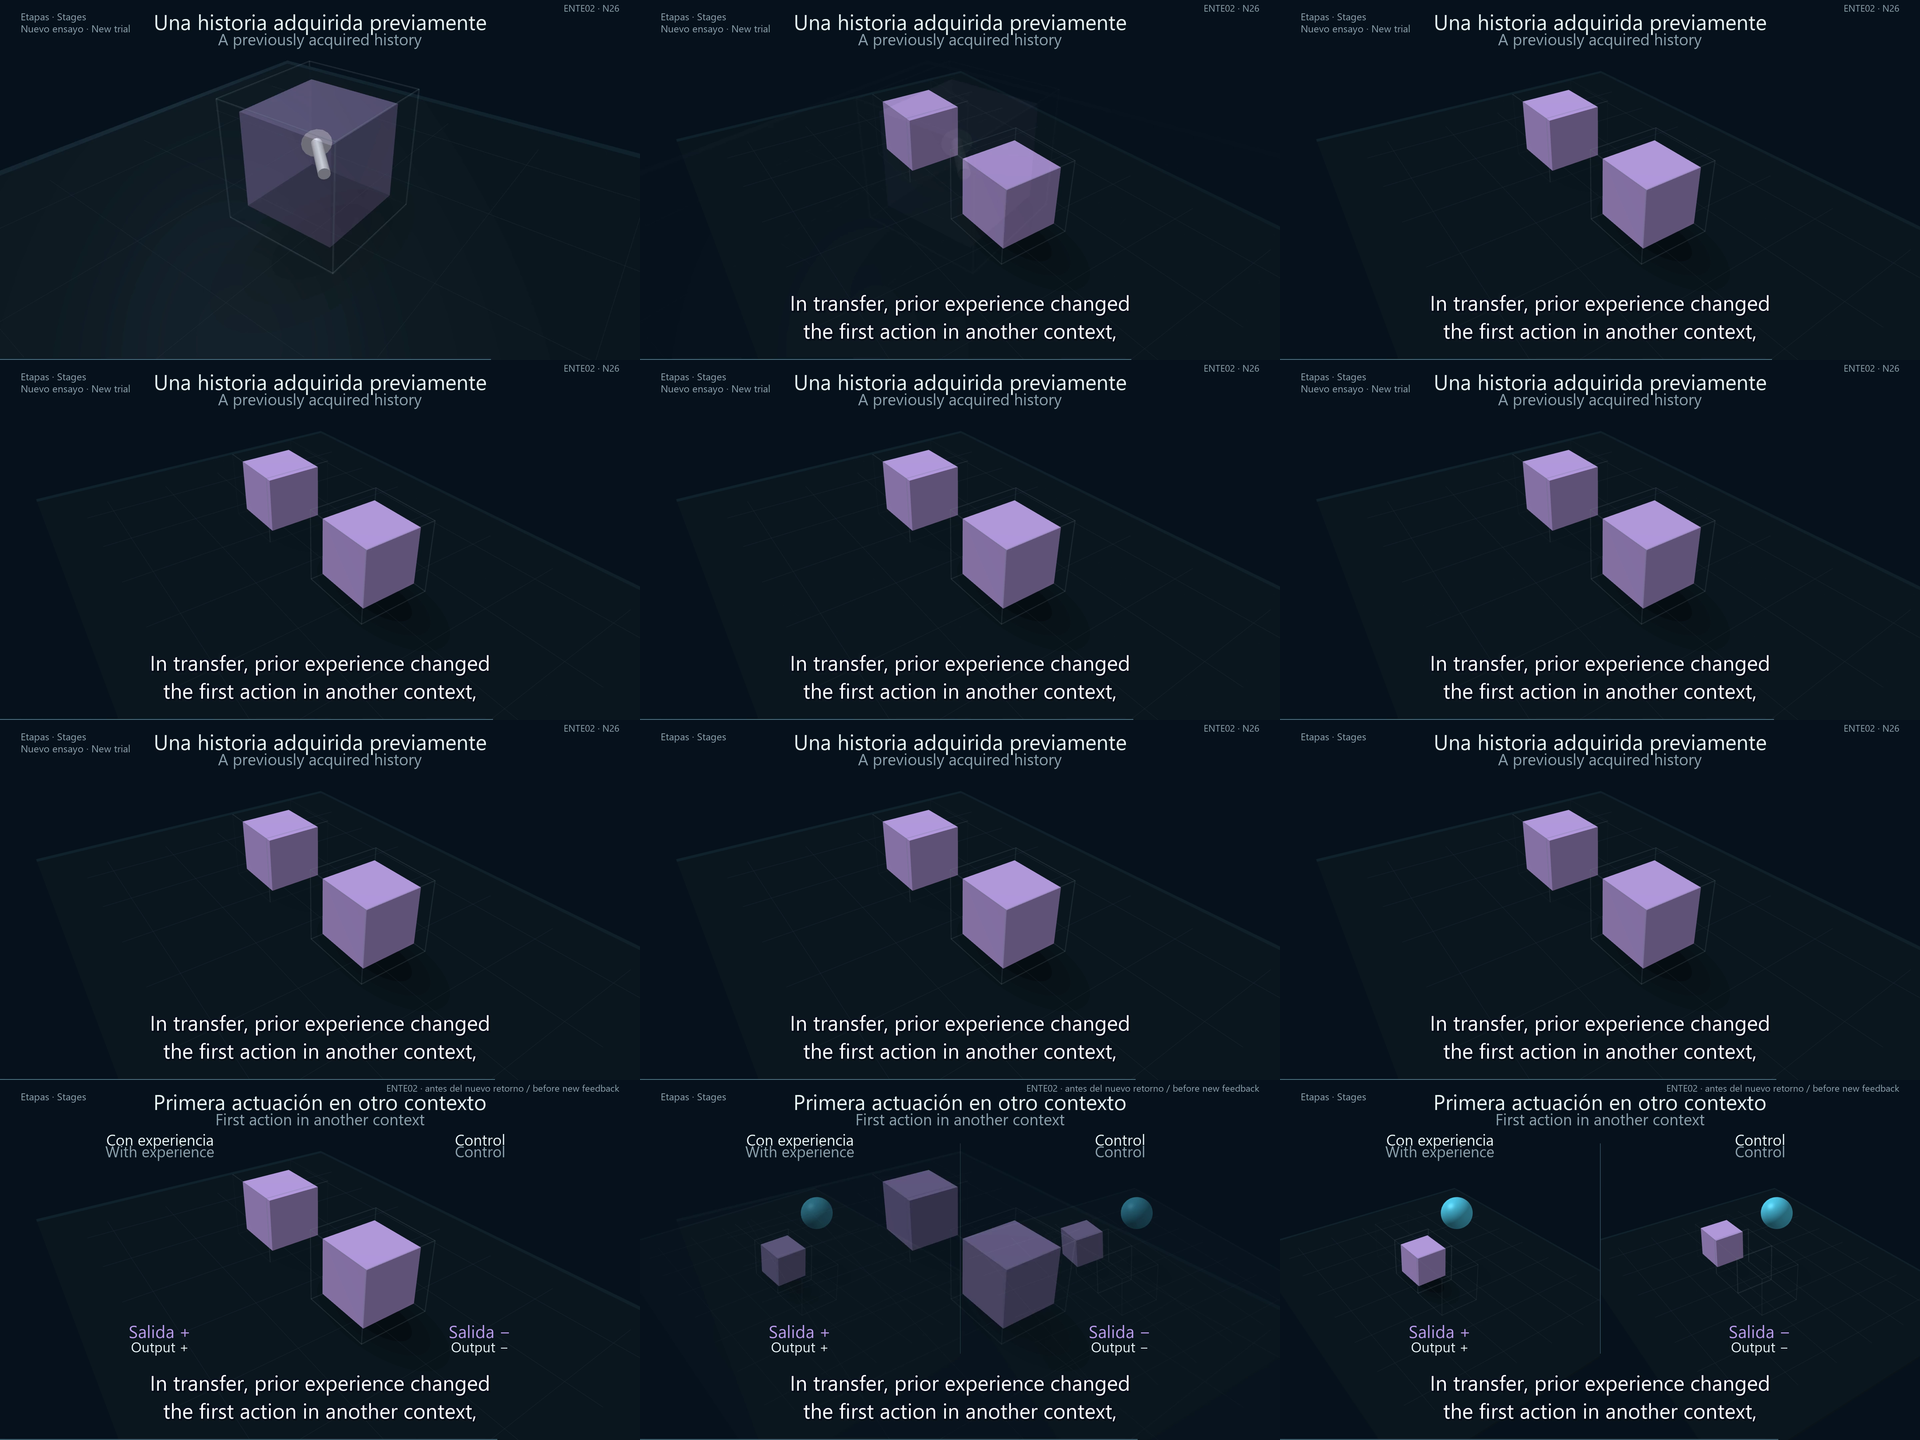 Etapas · Stages
Nuevo ensayo · New trial
Una historia adquirida previamente
A previously acquired history
ENTE02 · N26
Etapas · Stages
Nuevo ensayo · New trial
Una historia adquirida previamente
A previously acquired history
ENTE02 · N26
In transfer, prior experience changed
the first action in another context,
Etapas · Stages
Nuevo ensayo · New trial
Una historia adquirida previamente
A previously acquired history
ENTE02 · N26
In transfer, prior experience changed
the first action in another context,
Etapas · Stages
Nuevo ensayo · New trial
Una historia adquirida previamente
A previously acquired history
ENTE02 · N26
In transfer, prior experience changed
the first action in another context,
Etapas · Stages
Nuevo ensayo · New trial
Una historia adquirida previamente
A previously acquired history
ENTE02 · N26
In transfer, prior experience changed
the first action in another context,
Etapas · Stages
Nuevo ensayo · New trial
Una historia adquirida previamente
A previously acquired history
ENTE02 · N26
In transfer, prior experience changed
the first action in another context,
Etapas · Stages
Nuevo ensayo · New trial
Una historia adquirida previamente
A previously acquired history
ENTE02 · N26
In transfer, prior experience changed
the first action in another context,
Etapas · Stages
Una historia adquirida previamente
A previously acquired history
ENTE02 · N26
In transfer, prior experience changed
the first action in another context,
Etapas · Stages
Una historia adquirida previamente
A previously acquired history
ENTE02 · N26
In transfer, prior experience changed
the first action in another context,
ENTE02 · antes del nuevo retorno / before new feedback
Etapas · Stages
Primera actuación en otro contexto
First action in another context
Con experiencia
With experience
Control
Control
Salida +
Output +
Salida −
Output −
In transfer, prior experience changed
the first action in another context,
ENTE02 · antes del nuevo retorno / before new feedback
Etapas · Stages
Primera actuación en otro contexto
First action in another context
Con experiencia
With experience
Control
Control
Salida +
Output +
Salida −
Output −
In transfer, prior experience changed
the first action in another context,
ENTE02 · antes del nuevo retorno / before new feedback
Etapas · Stages
Primera actuación en otro contexto
First action in another context
Con experiencia
With experience
Control
Control
Salida +
Output +
Salida −
Output −
In transfer, prior experience changed
the first action in another context,